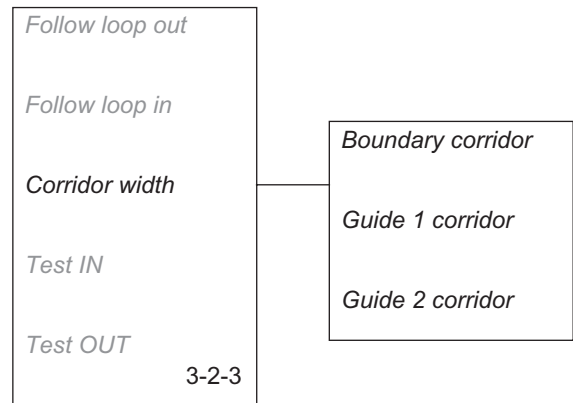 Follow loop out
Follow loop in
Corridor width
Test IN
Test OUT
3-2-3
Boundary corridor
Guide 1 corridor
Guide 2 corridor